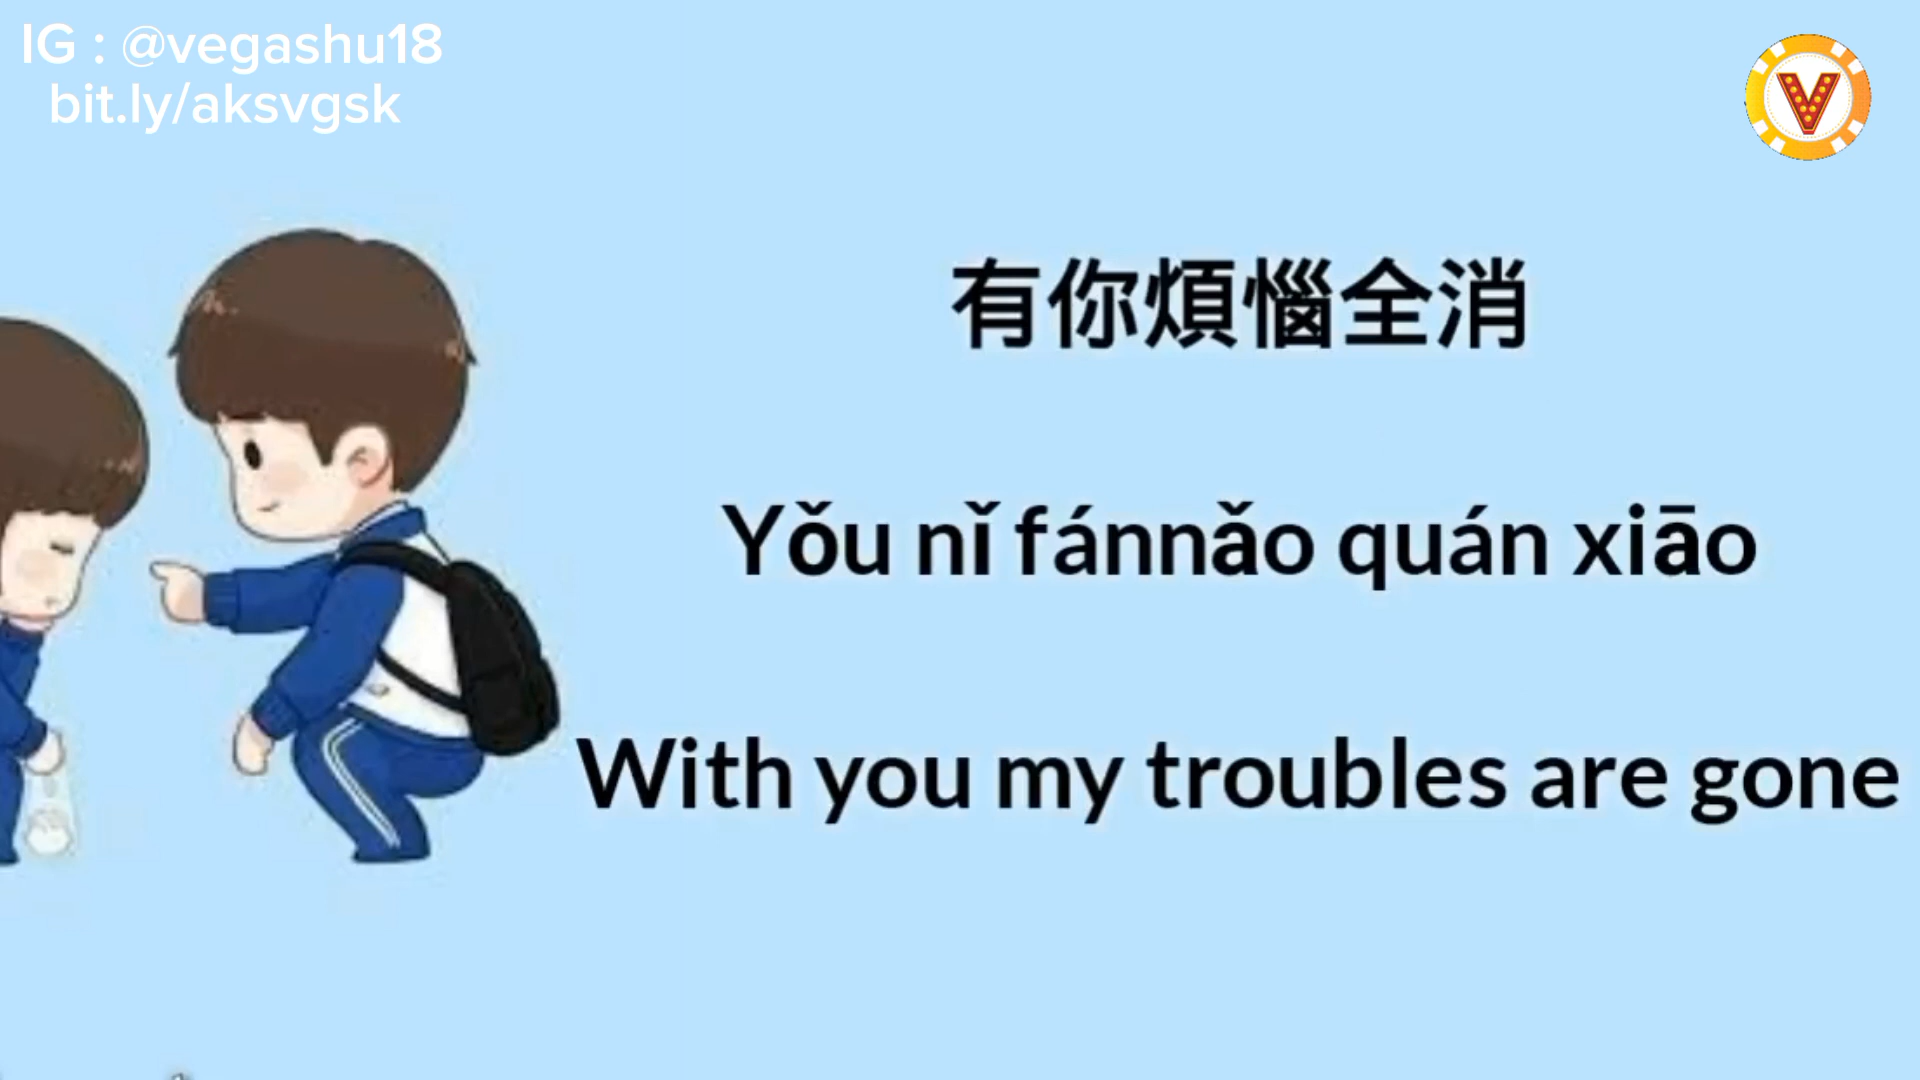 IG : @vegashu18
bit.ly/aksvgsk
V
有你煩惱全消
Yǒu nǐ fánnǎo quán xiāo
With you my troubles are gone